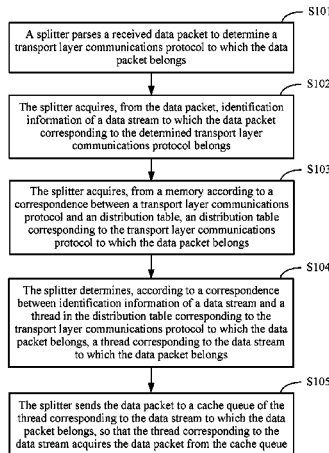 S101
A splitter parses a received data packet to determine a
transport layer communications protocol to which the data
packet belongs
S102
The splitter acquires, from the data packet, identification
information of a data stream to which the data packet
corresponding to the determined transport layer
communications protocol belongs
S103
The splitter acquires, from a memory according to a
correspondence between a transport layer communications
protocol and an distribution table, an distribution table
corresponding to the transport layer communications
protocol to which the data packet belongs
S104
The splitter determines, according to a correspondence
between identification information of a data stream and a
thread in the distribution table corresponding to the
transport layer communications protocol to which the data
packet belongs, a thread corresponding to the data stream
to which the data packet belongs
S105
The splitter sends the data packet to a cache queue of the
thread corresponding to the data stream to which the data
packet belongs, so that the thread corresponding to the
data stream acquires the data packet from the cache queue